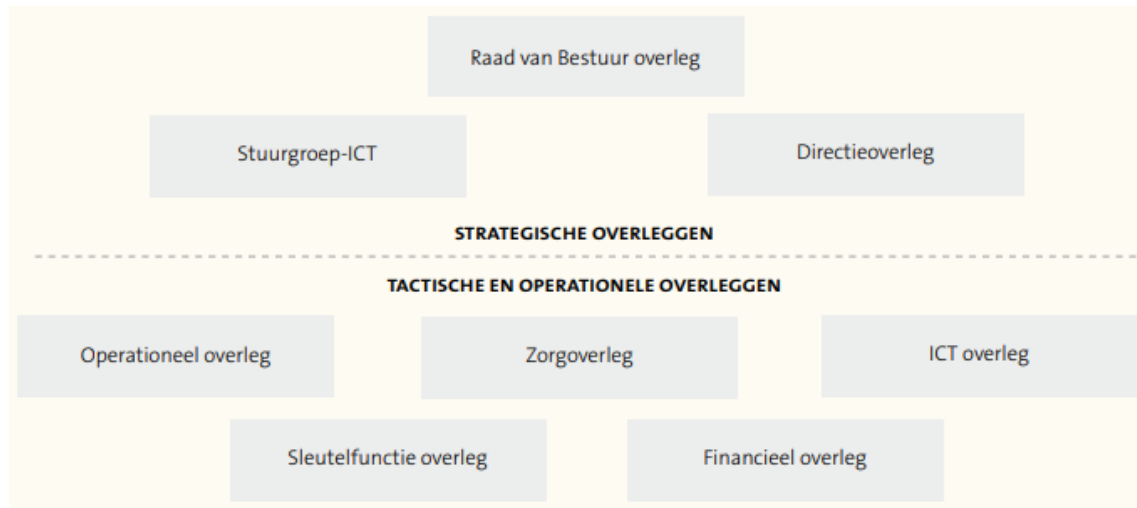 Raad van Bestuur overleg
Stuurgroep-ICT
Directieoverleg
STRATEGISCHE OVERLEGGEN
TACTISCHE EN OPERATIONELE OVERLEGGEN
Operationeel overleg
Zorgoverleg
ICT overleg
Sleutelfunctie overleg
Financieel overleg